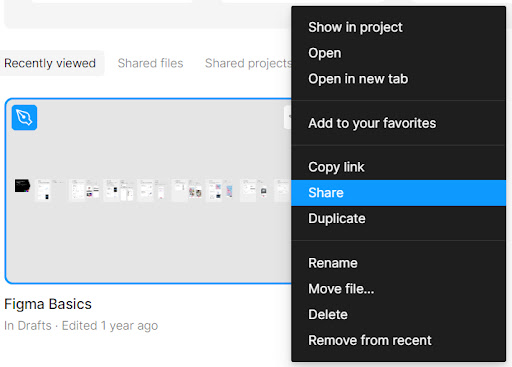 Recently viewed
Shared files
Shared projects
Figma Basics
In Drafts · Edited 1 year ago
Show in project
Open
Open in new tab
Add to your favorites
Copy link
Share
Duplicate
Rename
Move file...
Delete
Remove from recent